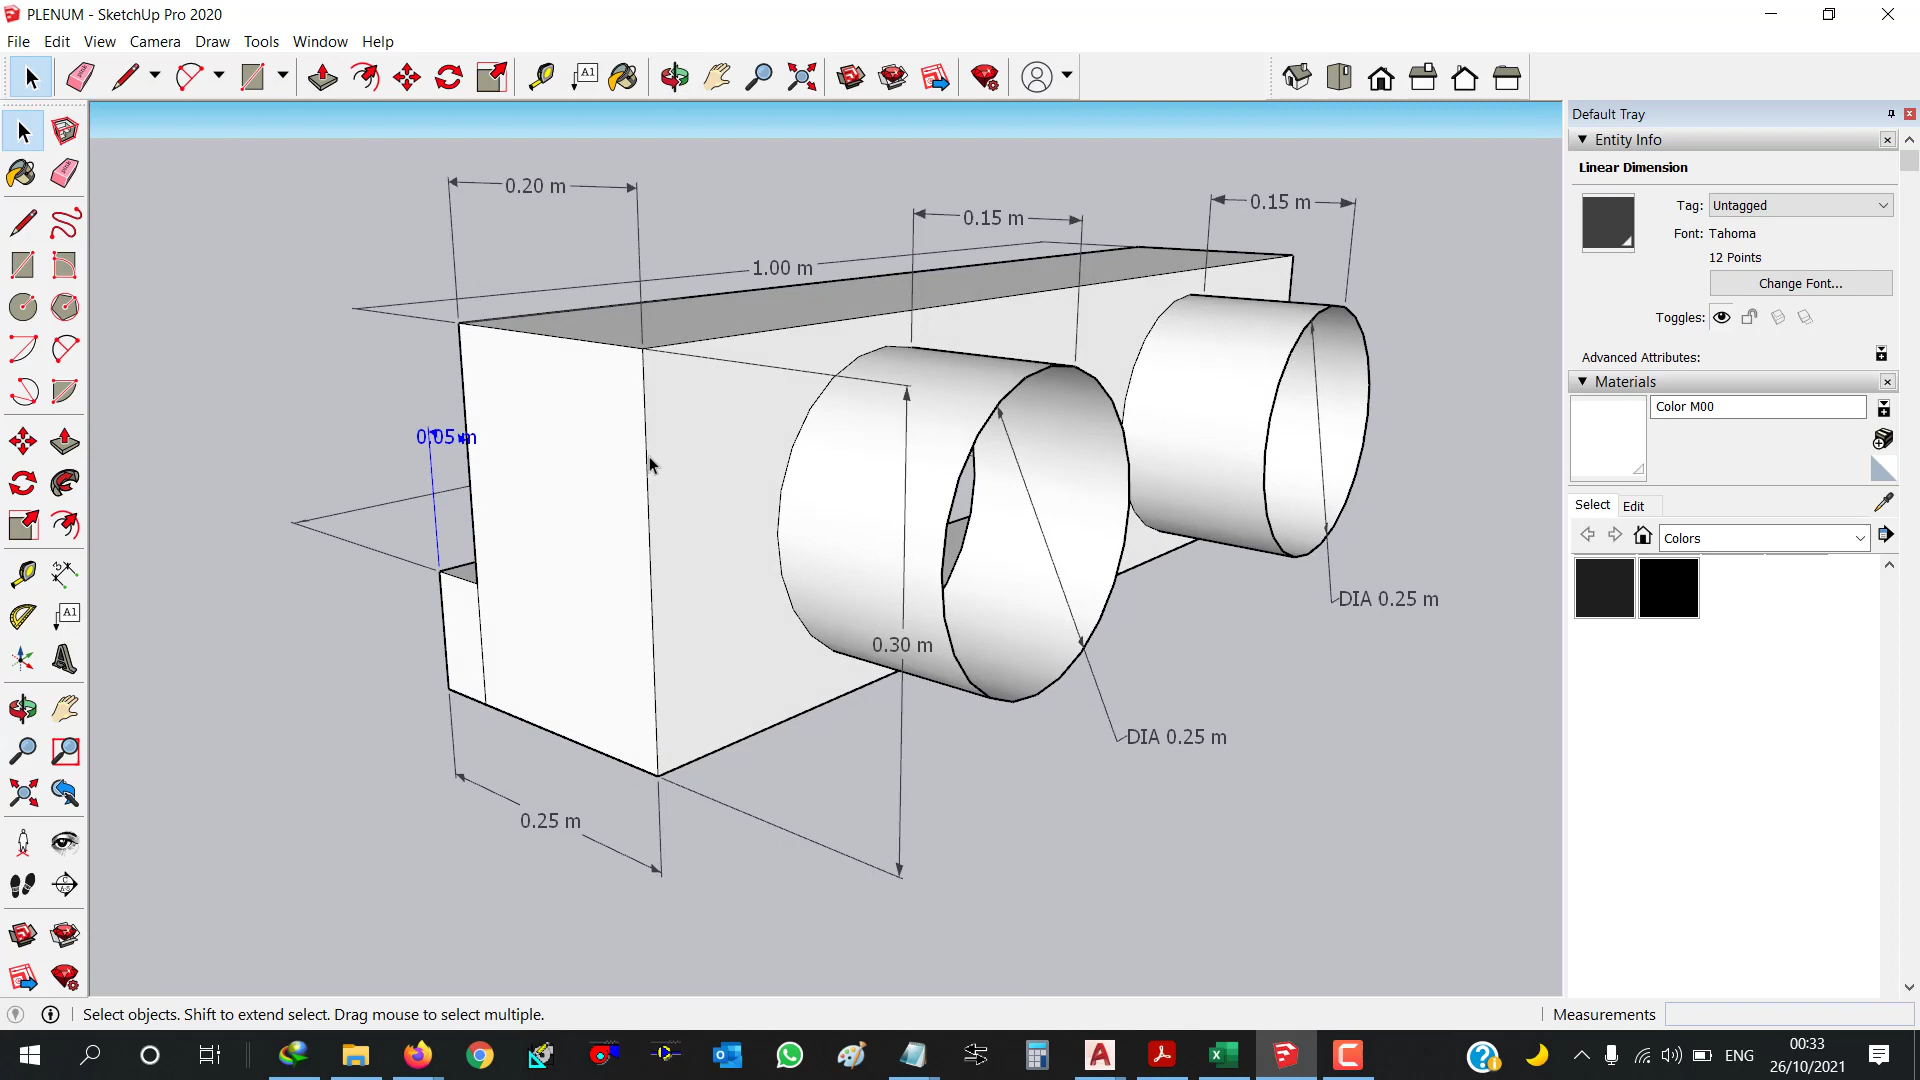 PLENUM - SketchUp Pro 2020
File Edit View Camera Draw Tools Window Help
A1
Default Tray
Entity Info
Linear Dimension
Tag: Untagged
Font: Tahoma
12 Points
Change Font...
Toggles:
Advanced Attributes:
Materials
Color M00
Select Edit
Colors
0.20 m
0.15 m
0.15 m
1.00 m
0.05 m
DIA 0.25 m
0.30 m
DIA 0.25 m
0.25 m
A1
Select objects. Shift to extend select. Drag mouse to select multiple.
Measurements
ENG
00:33
26/10/2021